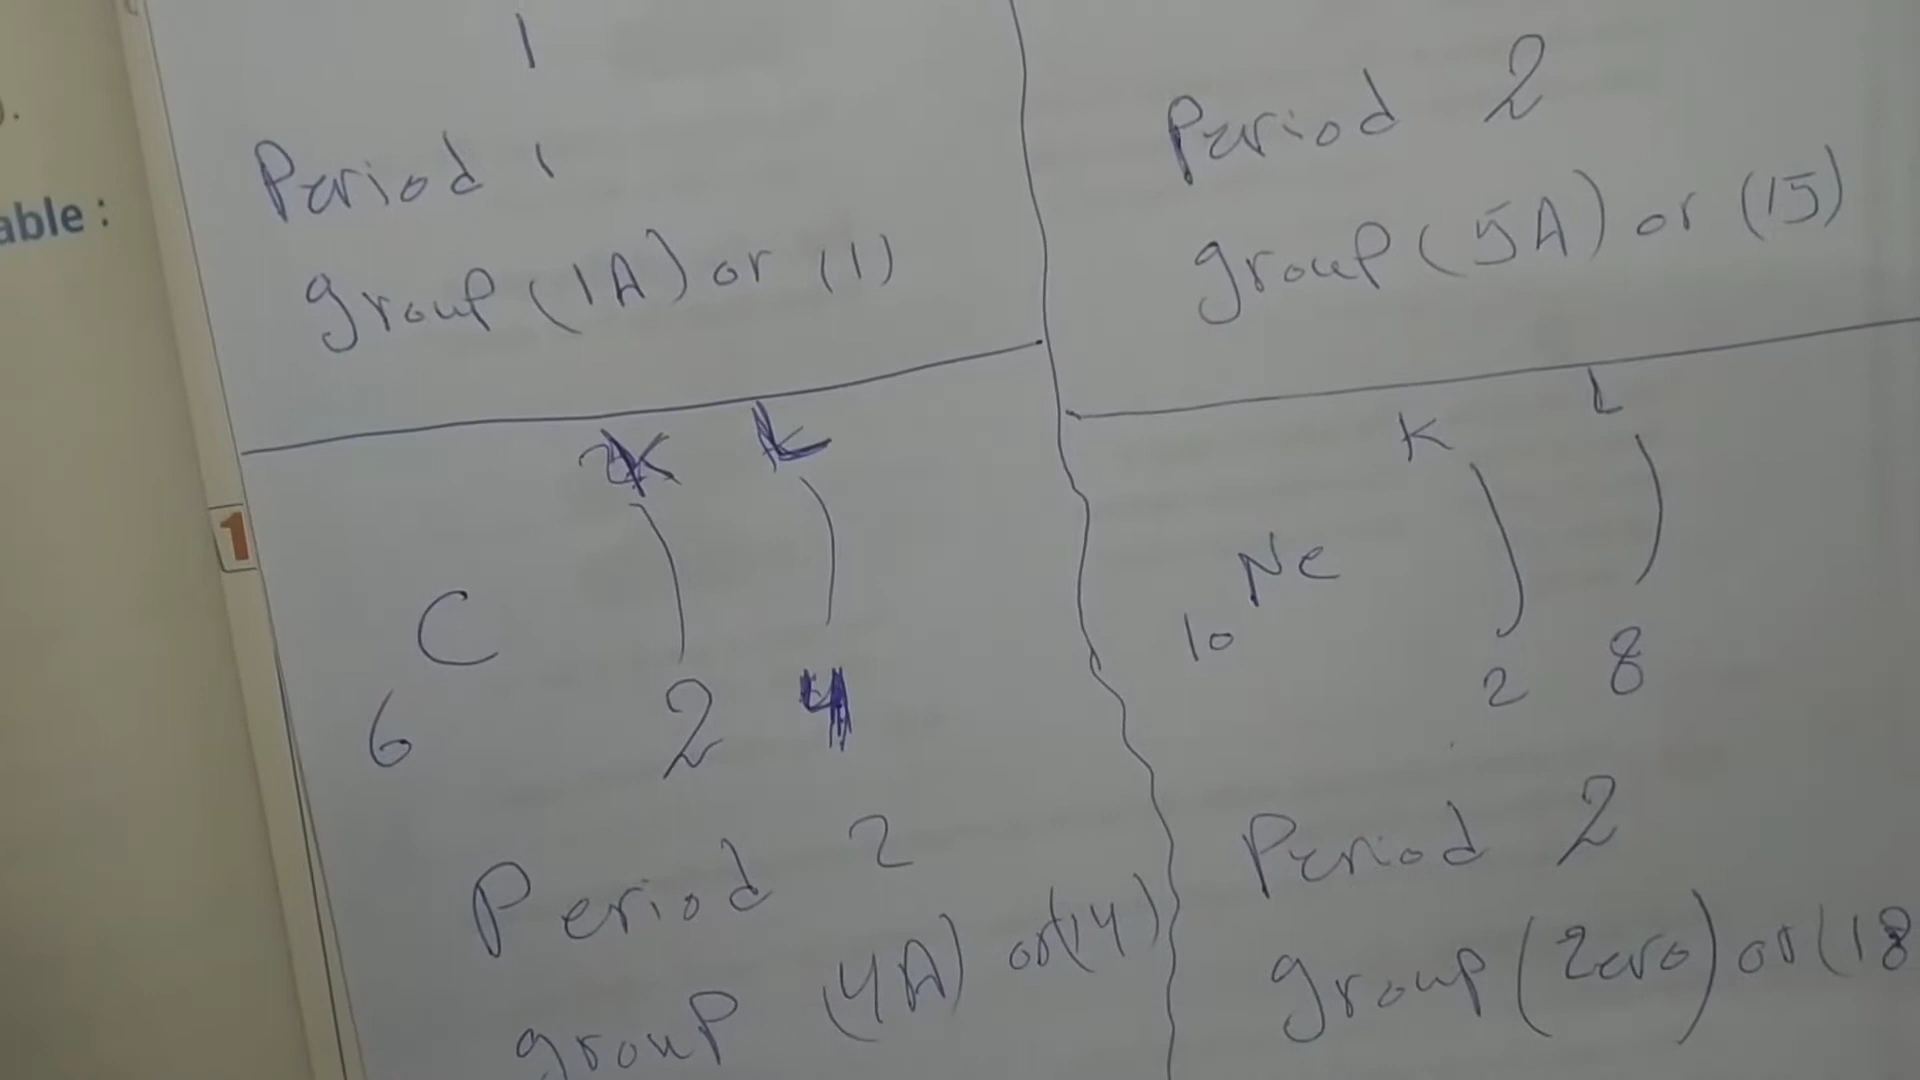 able :
1
Period 1
group (1A) or (1)
Period 2
group (5A) or (15)
1
K L
C
6 2 4
Period 2
group (4A) or (14)
K L
Ne
10
2 8
Period 2
group (Zero) or (18